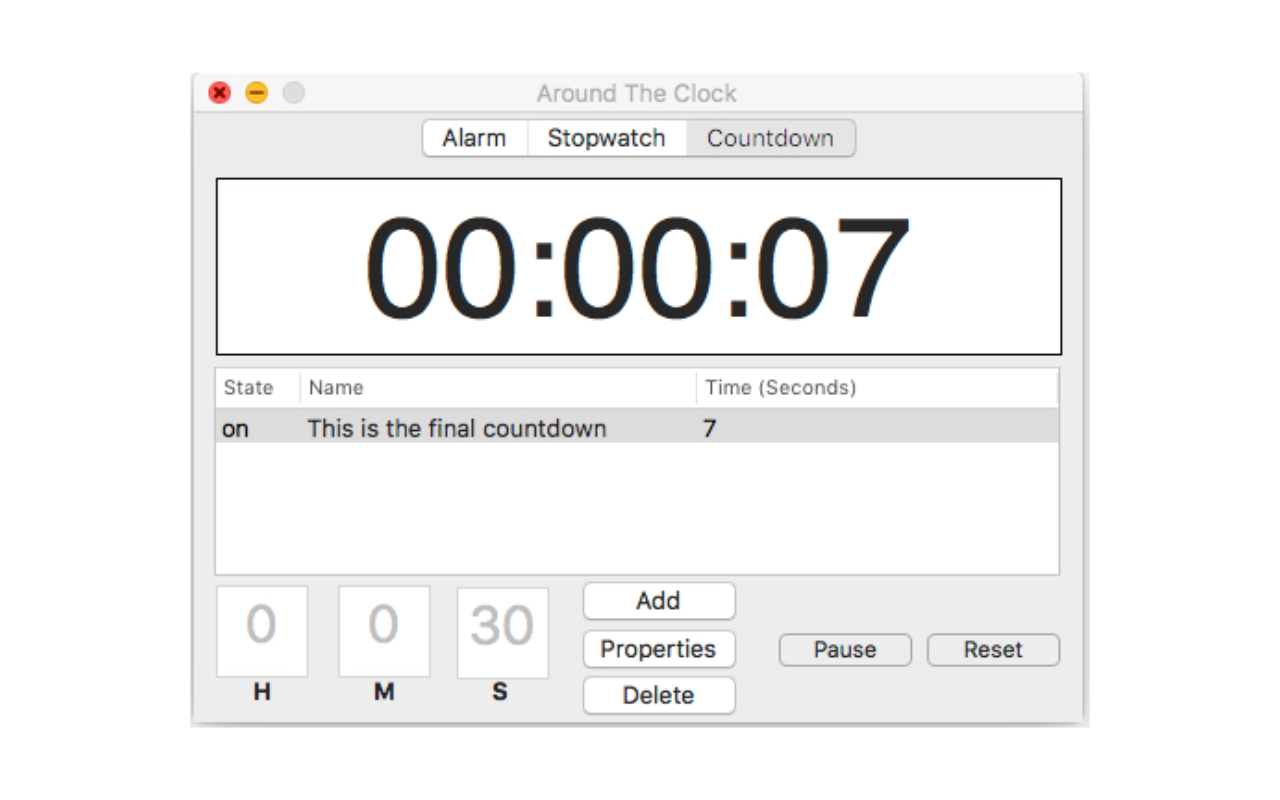 Around The Clock
Alarm Stopwatch Countdown
00:00:07
State Name Time (Seconds)
on This is the final countdown 7
0 0 30
H M S
Add
Properties
Delete
Pause Reset